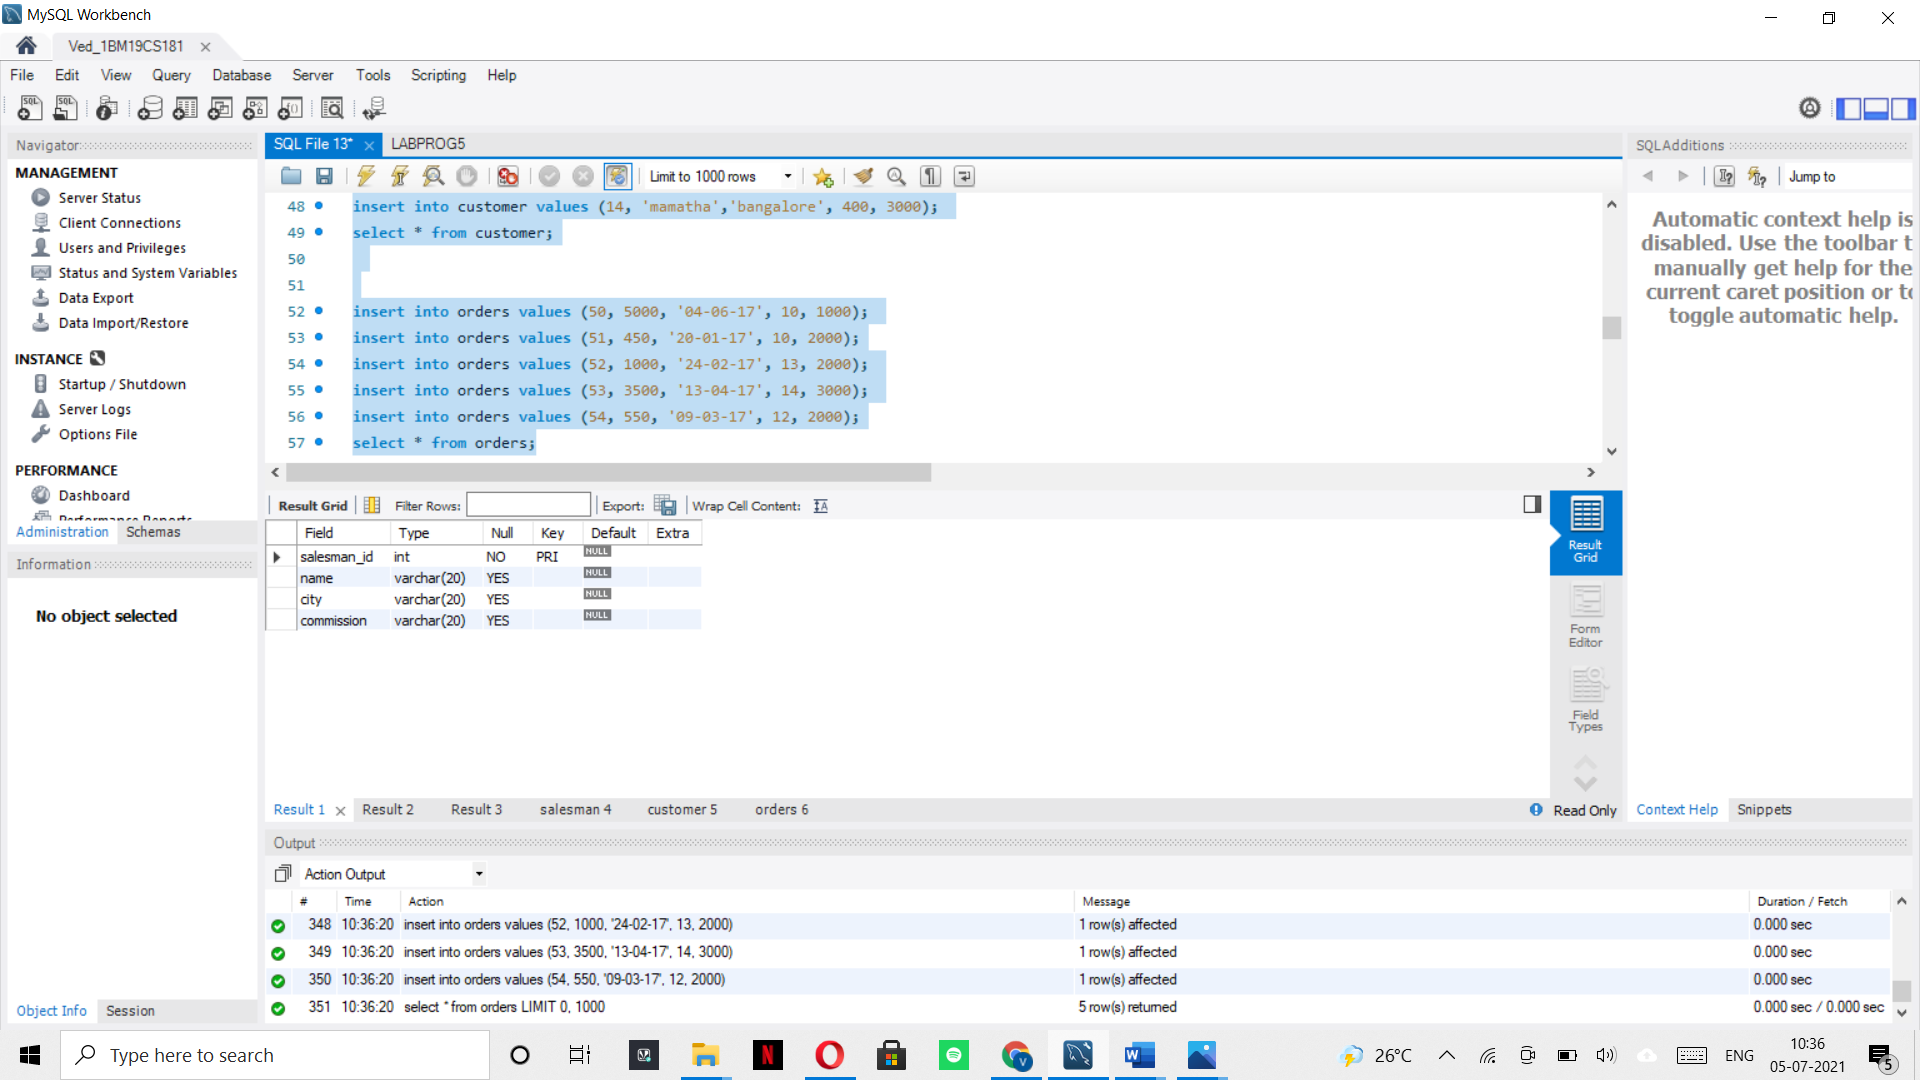 MySQL Workbench
Ved_1BM19CS181
File Edit View Query Database Server Tools Scripting Help
Navigator
MANAGEMENT
Server Status
Client Connections
Users and Privileges
Status and System Variables
Data Export
Data Import/Restore
INSTANCE
Startup / Shutdown
Server Logs
Options File
PERFORMANCE
Dashboard
Performance Reports
Administration Schemas
Information
No object selected
Object Info Session
SQL File 13* LABPROG5
Limit to 1000 rows
48 insert into customer values (14, 'mamatha','bangalore', 400, 3000);
49 select * from customer;
50
51
52 insert into orders values (50, 5000, '04-06-17', 10, 1000);
53 insert into orders values (51, 450, '20-01-17', 10, 2000);
54 insert into orders values (52, 1000, '24-02-17', 13, 2000);
55 insert into orders values (53, 3500, '13-04-17', 14, 3000);
56 insert into orders values (54, 550, '09-03-17', 12, 2000);
57 select * from orders;
Result Grid Filter Rows: Export: Wrap Cell Content:
Field Type Null Key Default Extra
salesman_id int NO PRI NULL
name varchar(20) YES NULL
city varchar(20) YES NULL
commission varchar(20) YES NULL
Result Grid
Form Editor
Field Types
Result 1 Result 2 Result 3 salesman 4 customer 5 orders 6
Read Only
SQLAdditions
Jump to
Automatic context help is
disabled. Use the toolbar t
manually get help for the
current caret position or to
toggle automatic help.
Context Help Snippets
Output
Action Output
# Time Action Message Duration / Fetch
348 10:36:20 insert into orders values (52, 1000, '24-02-17', 13, 2000) 1 row(s) affected 0.000 sec
349 10:36:20 insert into orders values (53, 3500, '13-04-17', 14, 3000) 1 row(s) affected 0.000 sec
350 10:36:20 insert into orders values (54, 550, '09-03-17', 12, 2000) 1 row(s) affected 0.000 sec
351 10:36:20 select * from orders LIMIT 0, 1000 5 row(s) returned 0.000 sec / 0.000 sec
Type here to search
26°C
ENG
10:36
05-07-2021
5